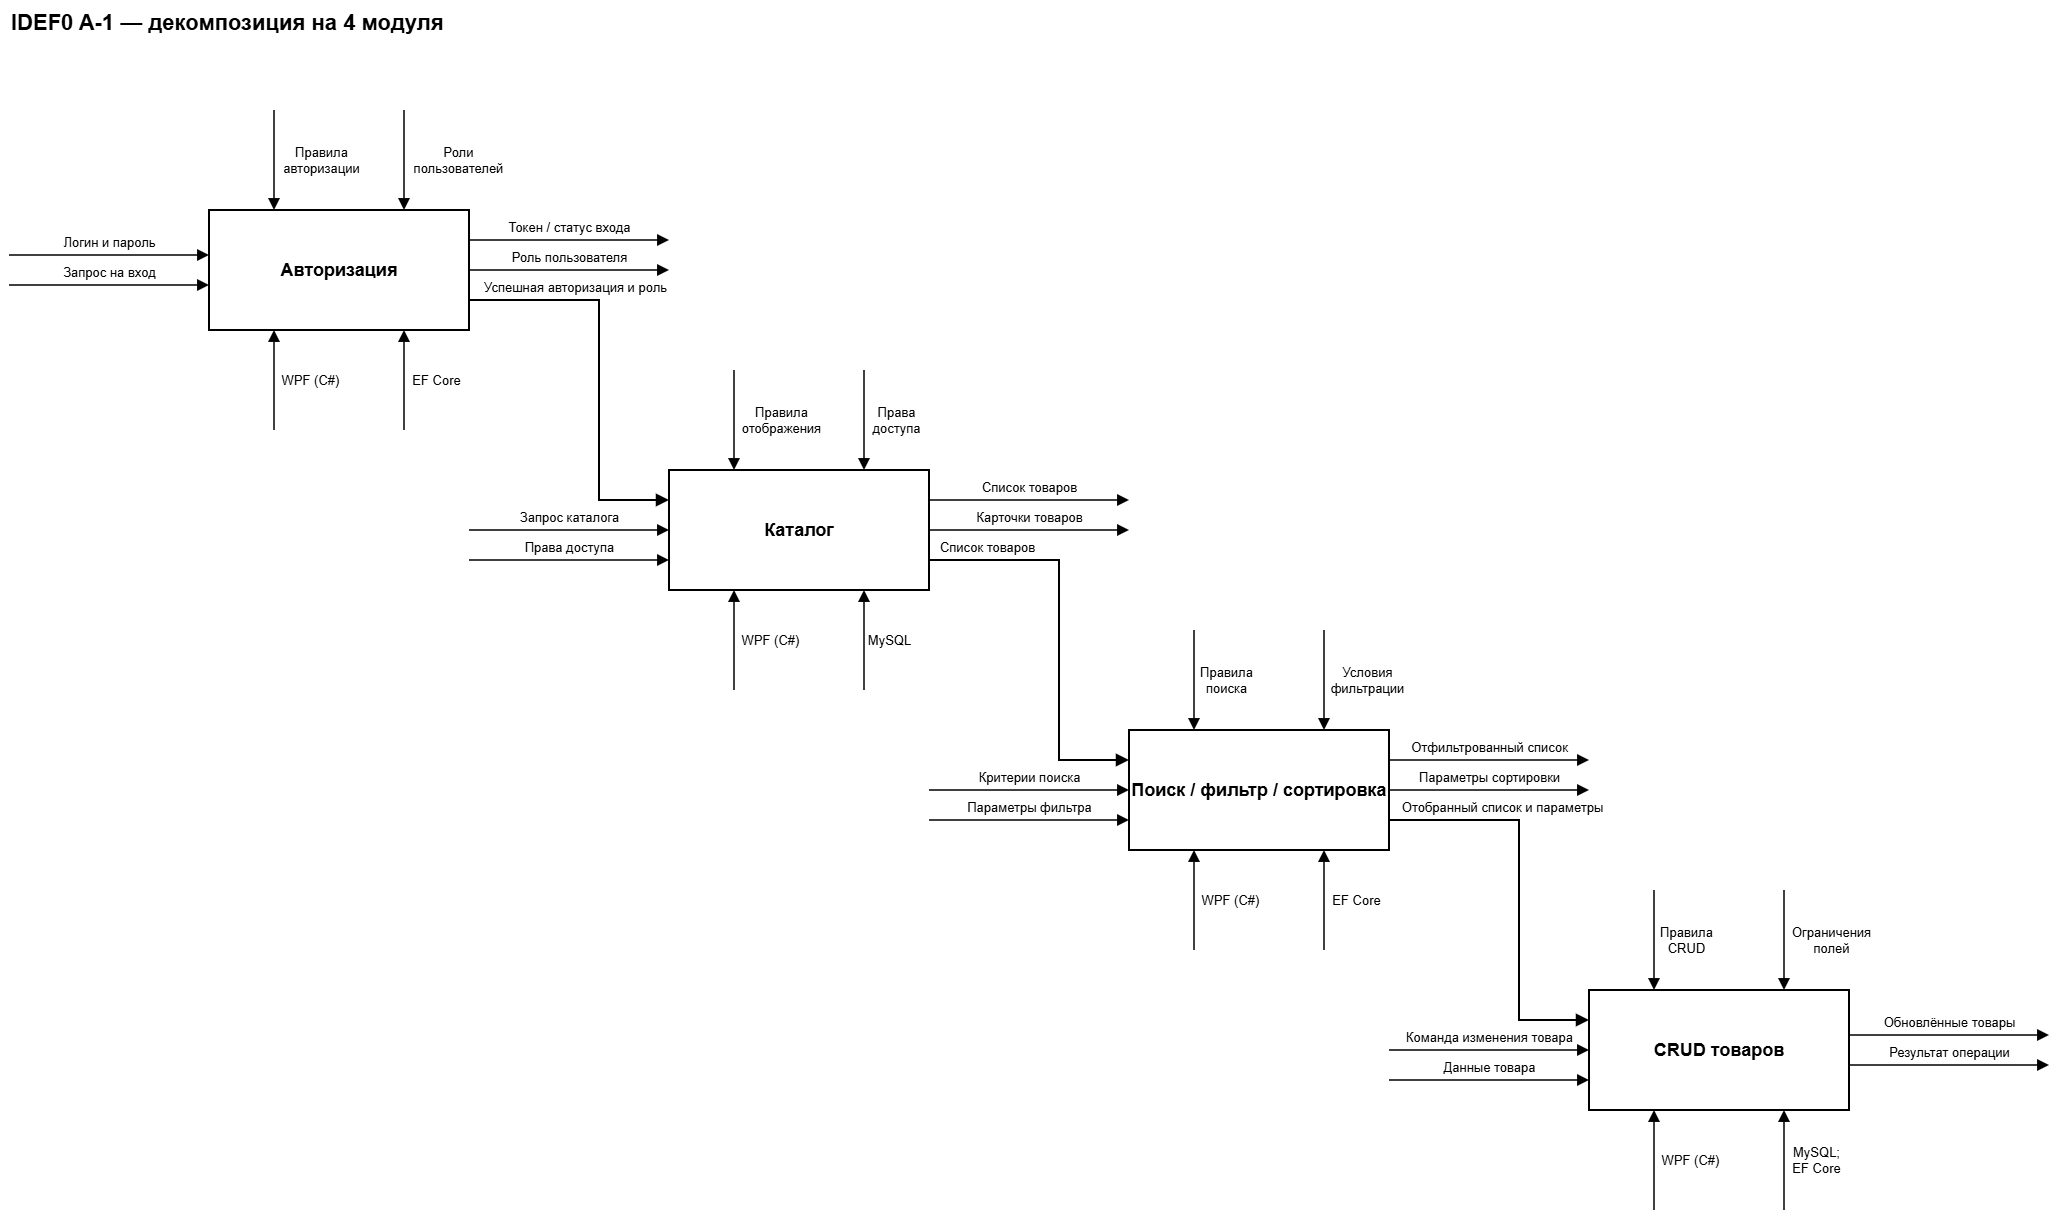 IDEF0 A-1 — декомпозиция на 4 модуля
Правила
авторизации
Роли
пользователей
Логин и пароль
Запрос на вход
Авторизация
Токен / статус входа
Роль пользователя
Успешная авторизация и роль
WPF (C#)
EF Core
Правила
отображения
Права
доступа
Запрос каталога
Права доступа
Каталог
Список товаров
Карточки товаров
Список товаров
WPF (C#)
MySQL
Правила
поиска
Условия
фильтрации
Критерии поиска
Параметры фильтра
Поиск / фильтр / сортировка
Отфильтрованный список
Параметры сортировки
Отобранный список и параметры
WPF (C#)
EF Core
Правила
CRUD
Ограничения
полей
Команда изменения товара
Данные товара
CRUD товаров
Обновлённые товары
Результат операции
WPF (C#)
MySQL;
EF Core